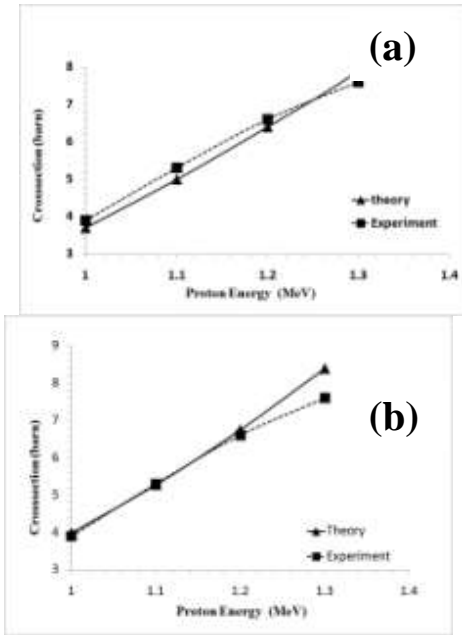 (a)
8
7
6
5
4
3
Crossection (barn)
theory
Experiment
1 1.1 1.2 1.3 1.4
Proton Energy (MeV)
(b)
9
8
7
6
5
4
3
Crossection (barn)
Theory
Experiment
1 1.1 1.2 1.3 1.4
Proton Energy (MeV)